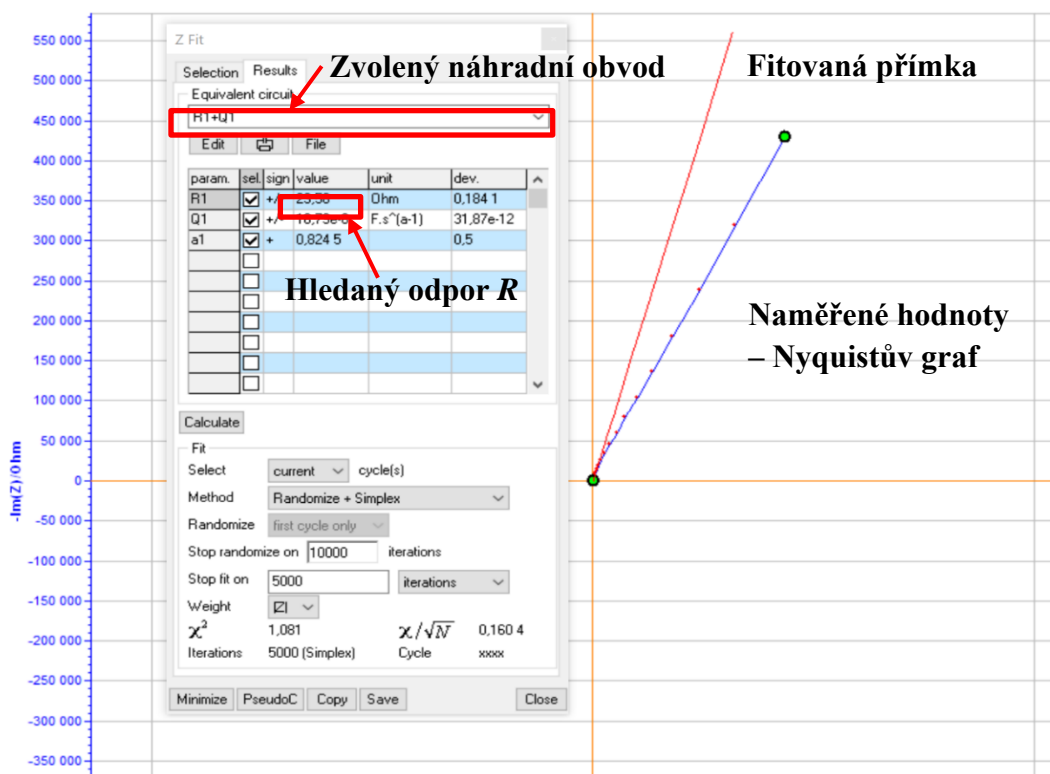 Z Fit
Selection Results
Zvolený náhradní obvod
Fitovaná přímka
Equivalent circuit
R1+Q1
Edit File
param. sel. sign value unit dev.
R1 +/- Ohm 0,184 1
Q1 +/- F.s^(a-1) 31,87e-12
a1 + 0,824 5 0,5
Hledaný odpor R
Naměřené hodnoty
– Nyquistův graf
Calculate
Fit
Select current cycle(s)
Method Randomize + Simplex
Randomize first cycle only
Stop randomize on 10000 iterations
Stop fit on 5000 iterations
Weight |Z|
χ² 1,081 χ/√N 0,160 4
Iterations 5000 (Simplex) Cycle xxxx
Minimize PseudoC Copy Save Close
-Im(Z)/Ohm
550 000
500 000
450 000
400 000
350 000
300 000
250 000
200 000
150 000
100 000
50 000
0
-50 000
-100 000
-150 000
-200 000
-250 000
-300 000
-350 000